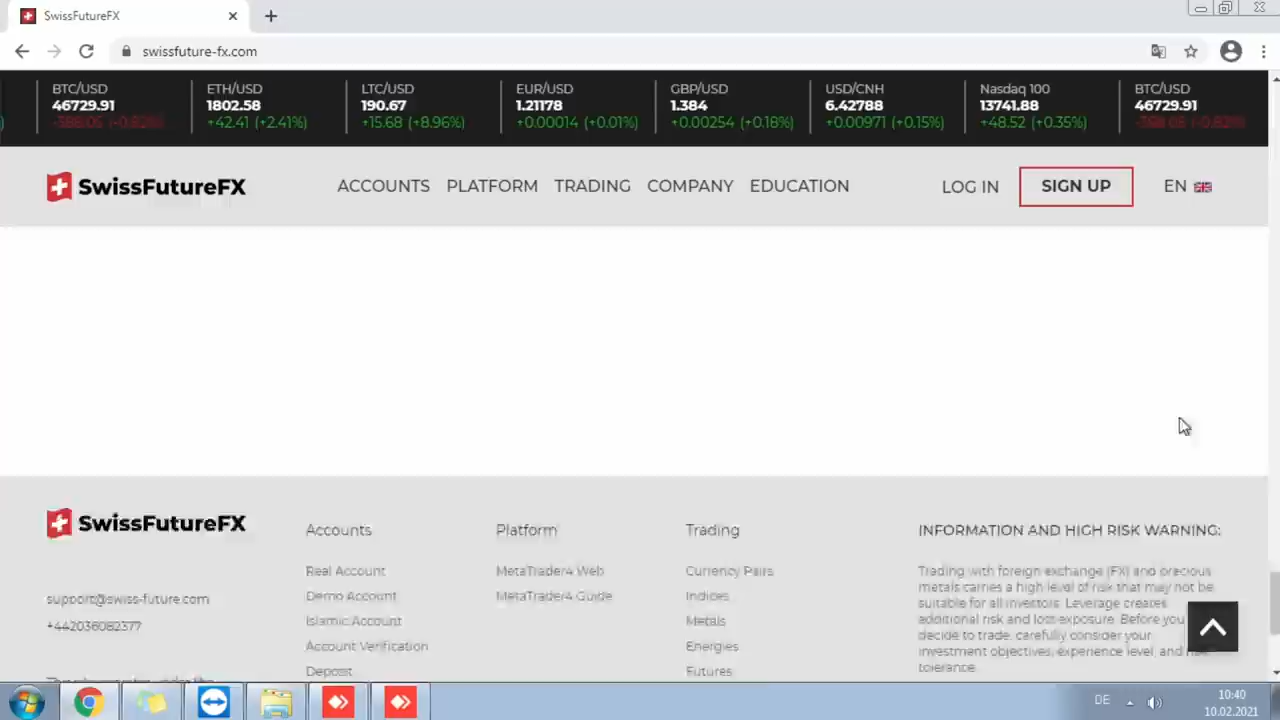 SwissFutureFX
swissfuture-fx.com
BTC/USD ETH/USD LTC/USD EUR/USD GBP/USD USD/CNH Nasdaq 100 BTC/USD
46729.91 1802.58 190.67 1.21178 1.384 6.42788 13741.88 46729.91
+42.41 (+2.41%) +15.68 (+8.96%) +0.00014 (+0.01%) +0.00254 (+0.18%) +0.00971 (+0.15%) +48.52 (+0.35%)
SwissFutureFX ACCOUNTS PLATFORM TRADING COMPANY EDUCATION LOG IN SIGN UP EN
SwissFutureFX
support@swiss-future.com
+442036082377
Accounts
Real Account
Demo Account
Islamic Account
Account Verification
Deposit
Platform
MetaTrader4 Web
MetaTrader4 Guide
Trading
Currency Pairs
Indices
Metals
Energies
Futures
INFORMATION AND HIGH RISK WARNING:
Trading with foreign exchange (FX) and precious
metals carries a high level of risk that may not be
suitable for all investors. Leverage creates
additional risk and loss exposure. Before you
decide to trade, carefully consider your
investment objectives, experience level, and risk
tolerance.
DE
10:40
10.02.2021